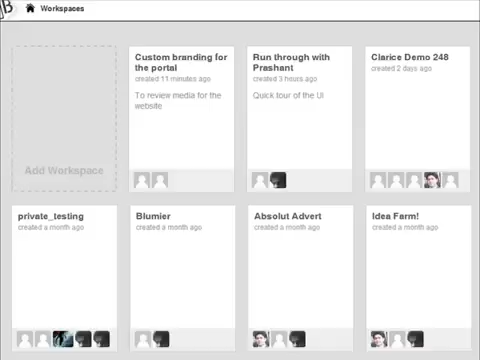 B
Workspaces
Add Workspace
Custom branding for
the portal
created 11 minutes ago
To review media for the
website
Run through with
Prashant
created 3 hours ago
Quick tour of the UI
Clarice Demo 248
created 2 days ago
private_testing
created a month ago
Blumier
created a month ago
Absolut Advert
created a month ago
Idea Farm!
created a month ago